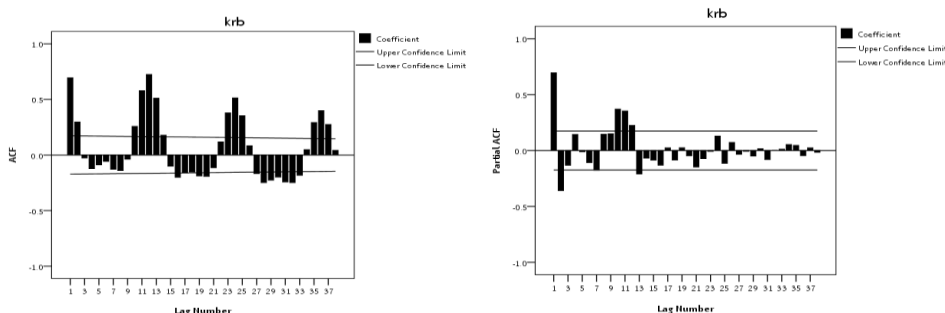 krb
Coefficient
Upper Confidence Limit
Lower Confidence Limit
1.0
0.5
0.0
-0.5
-1.0
ACF
1 3 5 7 9 11 13 15 17 19 21 23 25 27 29 31 33 35 37
Lag Number
krb
Coefficient
Upper Confidence Limit
Lower Confidence Limit
1.0
0.5
0.0
-0.5
-1.0
Partial ACF
1 3 5 7 9 11 13 15 17 19 21 23 25 27 29 31 33 35 37
Lag Number